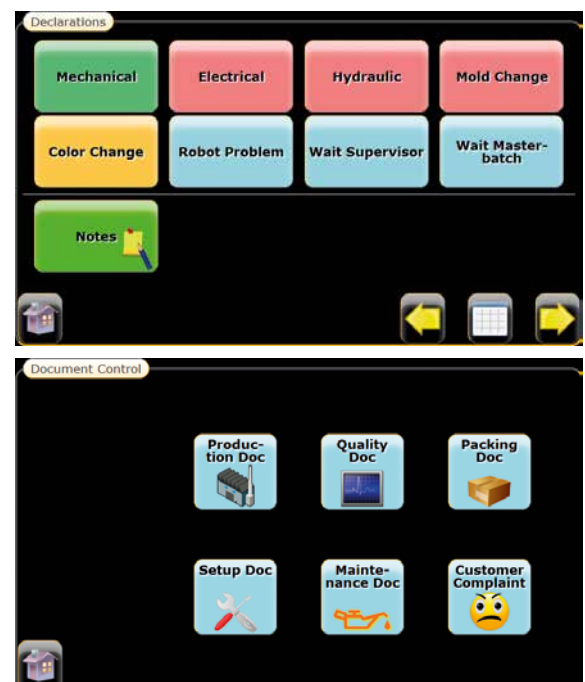 Declarations
Mechanical
Electrical
Hydraulic
Mold Change
Color Change
Robot Problem
Wait Supervisor
Wait Master-
batch
Notes
Document Control
Produc-
tion Doc
Quality
Doc
Packing
Doc
Setup Doc
Mainte-
nance Doc
Customer
Complaint